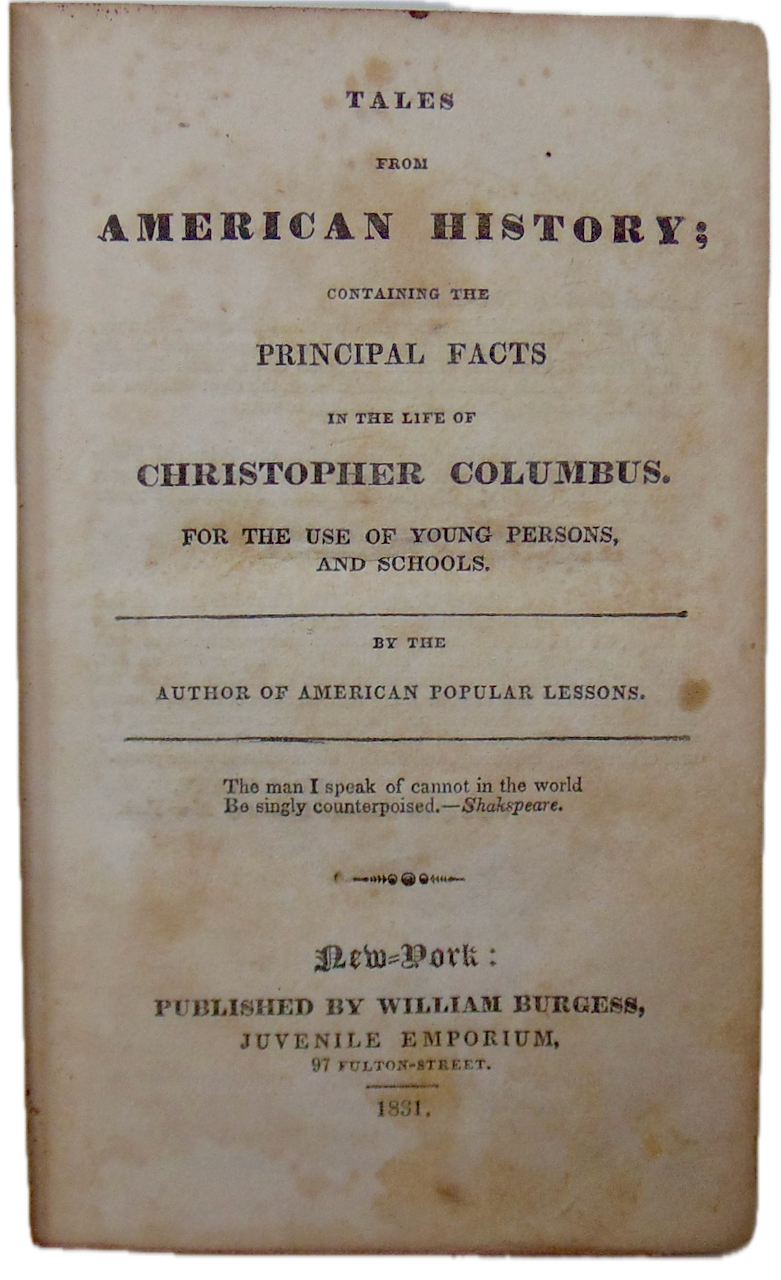 TALES
FROM
AMERICAN HISTORY;
CONTAINING THE
PRINCIPAL FACTS
IN THE LIFE OF
CHRISTOPHER COLUMBUS.
FOR THE USE OF YOUNG PERSONS,
AND SCHOOLS.
BY THE
AUTHOR OF AMERICAN POPULAR LESSONS.
The man I speak of cannot in the world
Be singly counterpoised.—Shakspeare.
New-York:
PUBLISHED BY WILLIAM BURGESS,
JUVENILE EMPORIUM,
97 FULTON-STREET.
1831.